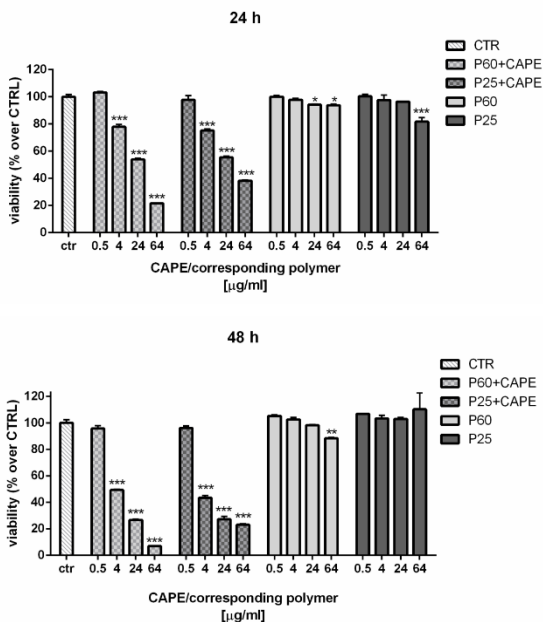 24 h
CTR
P60+CAPE
P25+CAPE
P60
P25
viability (% over CTRL)
120
100
80
60
40
20
0
*** *** *** *** *** *** * * ***
ctr 0.5 4 24 64 0.5 4 24 64 0.5 4 24 64 0.5 4 24 64
CAPE/corresponding polymer
[µg/ml]
48 h
CTR
P60+CAPE
P25+CAPE
P60
P25
viability (% over CTRL)
120
100
80
60
40
20
0
*** *** *** *** *** *** **
ctr 0.5 4 24 64 0.5 4 24 64 0.5 4 24 64 0.5 4 24 64
CAPE/corresponding polymer
[µg/ml]